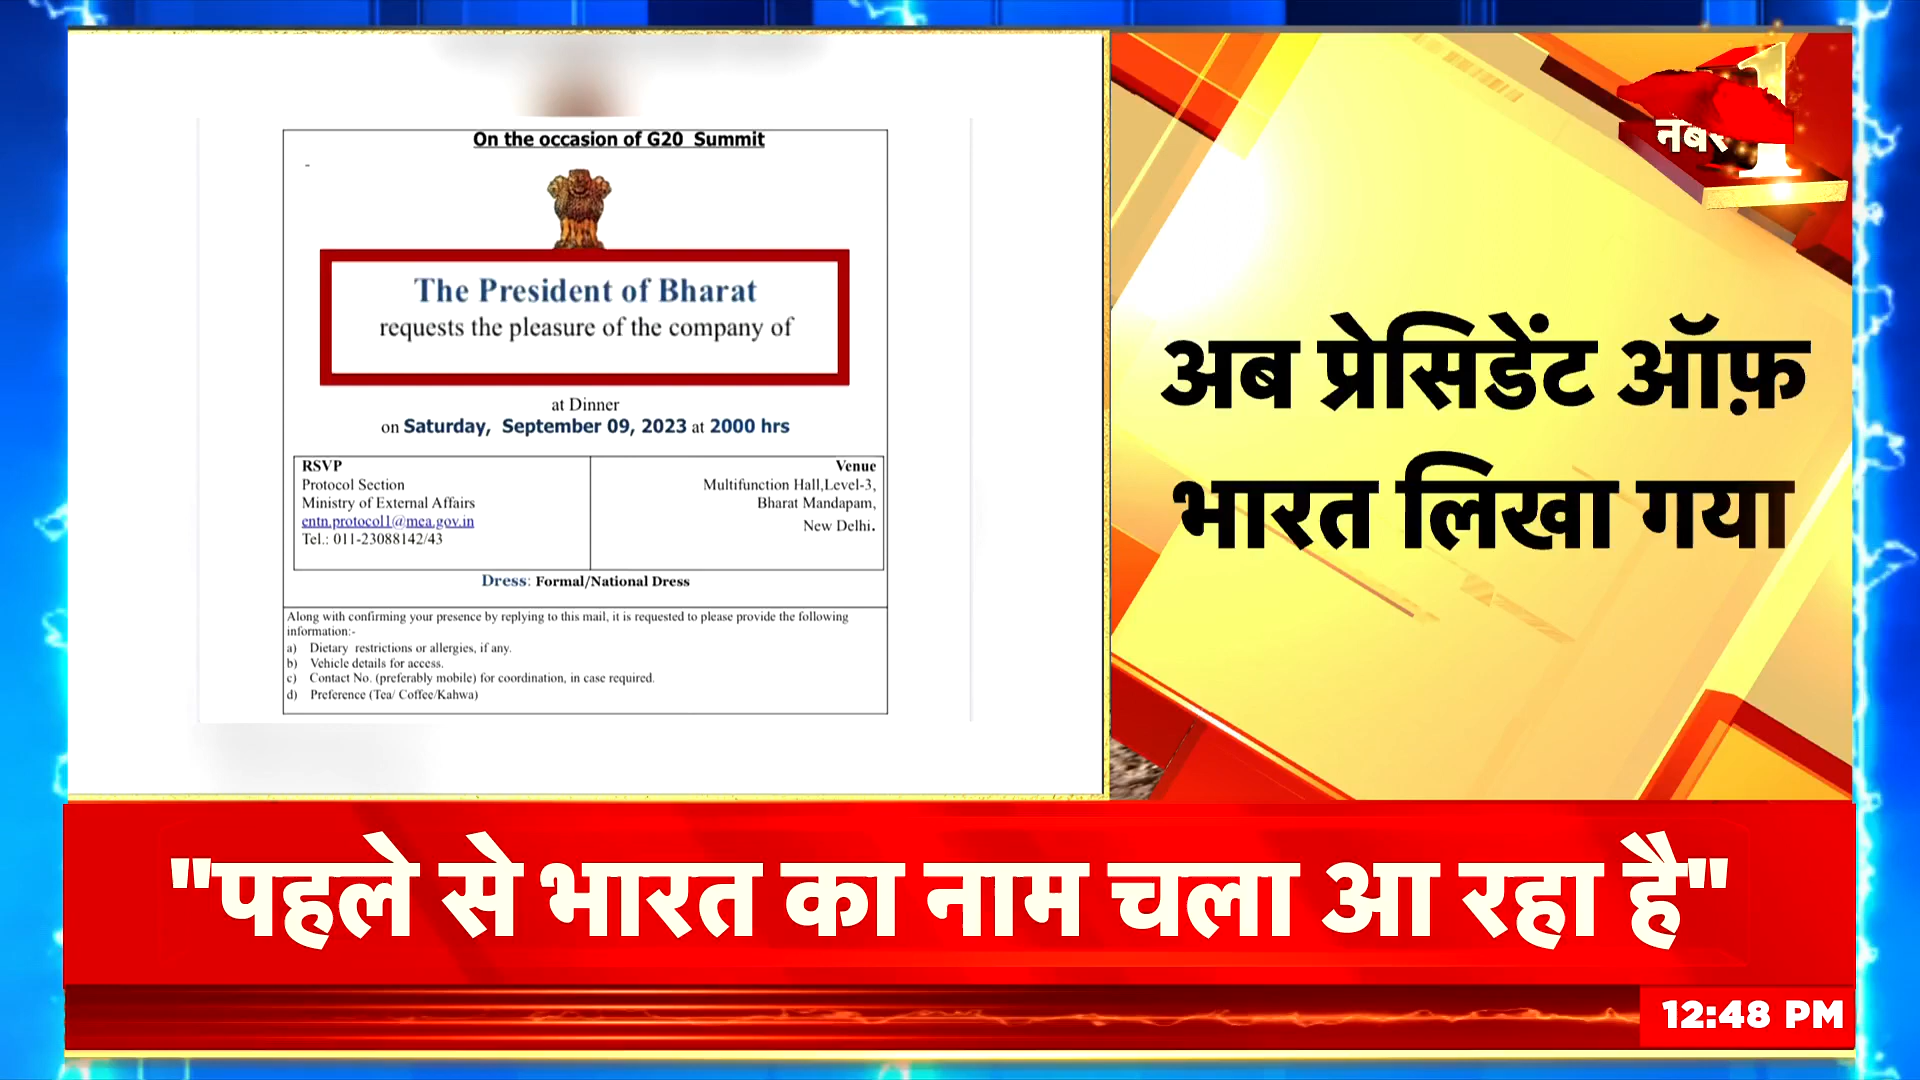 On the occasion of G20 Summit
-
The President of Bharat
requests the pleasure of the company of
at Dinner
on Saturday, September 09, 2023 at 2000 hrs
RSVP
Protocol Section
Ministry of External Affairs
entn.protocol1@mea.gov.in
Tel.: 011-23088142/43
Venue
Multifunction Hall,Level-3,
Bharat Mandapam,
New Delhi.
Dress: Formal/National Dress
Along with confirming your presence by replying to this mail, it is requested to please provide the following
information:-
a) Dietary restrictions or allergies, if any.
b) Vehicle details for access.
c) Contact No. (preferably mobile) for coordination, in case required.
d) Preference (Tea/ Coffee/Kahwa)
1
अब प्रेसिडेंट ऑफ़
भारत लिखा गया
"पहले से भारत का नाम चला आ रहा है"
12:48 PM